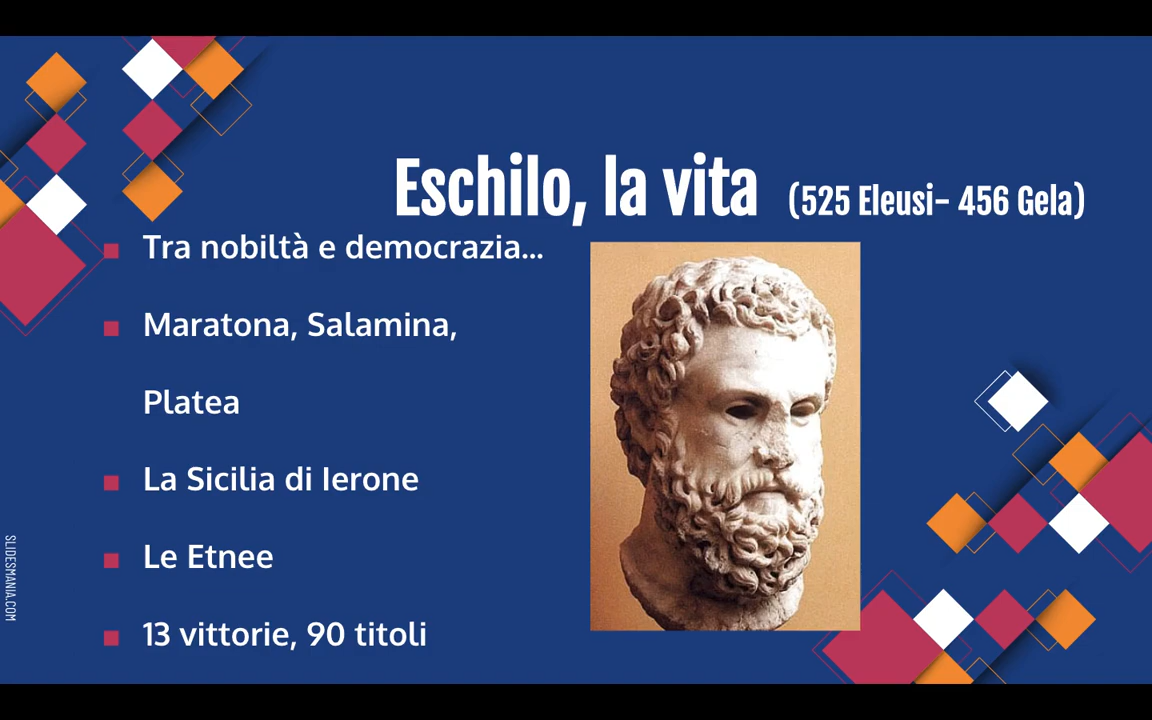 Eschilo, la vita (525 Eleusi- 456 Gela)
Tra nobiltà e democrazia...
Maratona, Salamina,
Platea
La Sicilia di Ierone
Le Etnee
13 vittorie, 90 titoli
SLIDESMANIA.COM